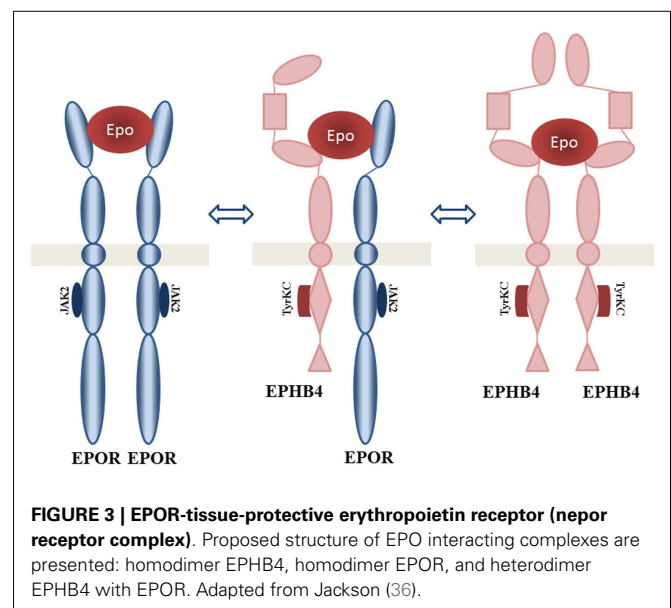 Epo
Epo
Epo
JAK2
JAK2
TyrKC
JAK2
TyrKC
TyrKC
EPHB4
EPHB4
EPHB4
EPOR EPOR
EPOR
FIGURE 3 | EPOR-tissue-protective erythropoietin receptor (nepor
receptor complex). Proposed structure of EPO interacting complexes are
presented: homodimer EPHB4, homodimer EPOR, and heterodimer
EPHB4 with EPOR. Adapted from Jackson (36).